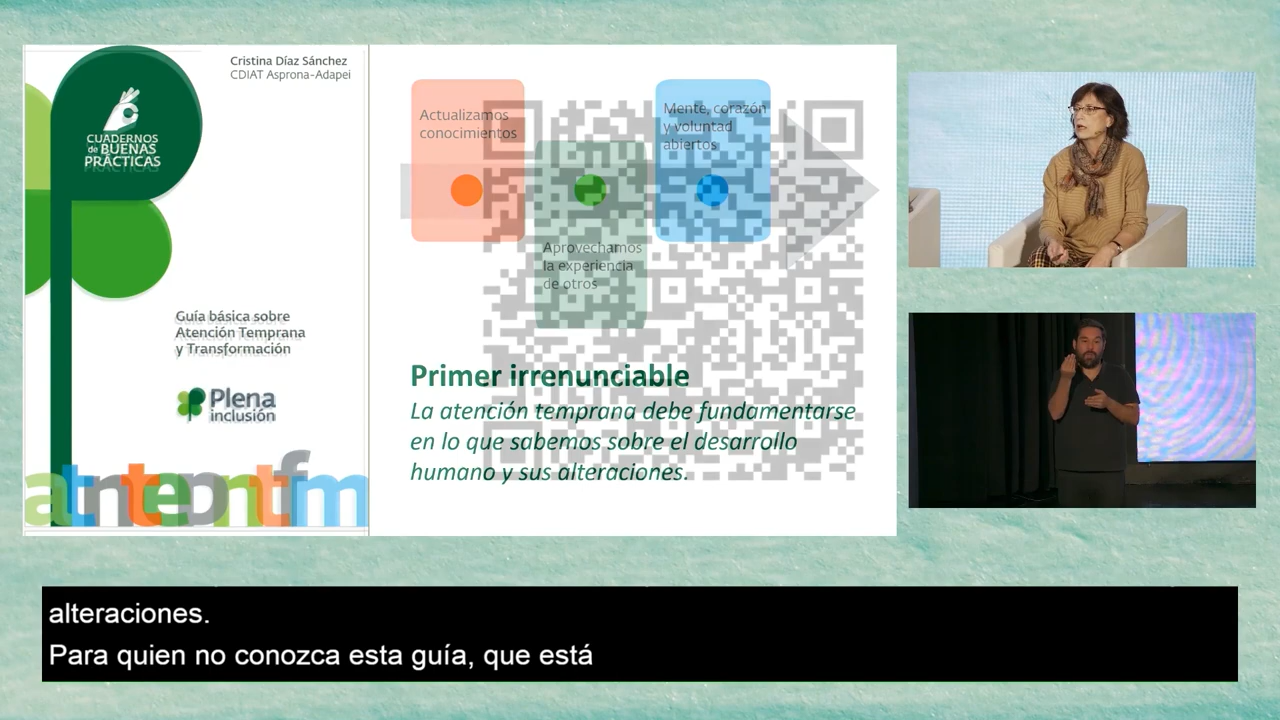 Cristina Díaz Sánchez
CDIAT Asprona-Adapei
CUADERNOS
de BUENAS
PRÁCTICAS
Guía básica sobre
Atención Temprana
y Transformación
Plena
inclusión
Actualizamos
conocimientos
Aprovechamos
la experiencia
de otros
Mente, corazón
y voluntad
abiertos
Primer irrenunciable
La atención temprana debe fundamentarse
en lo que sabemos sobre el desarrollo
humano y sus alteraciones.
alteraciones.
Para quien no conozca esta guía, que está